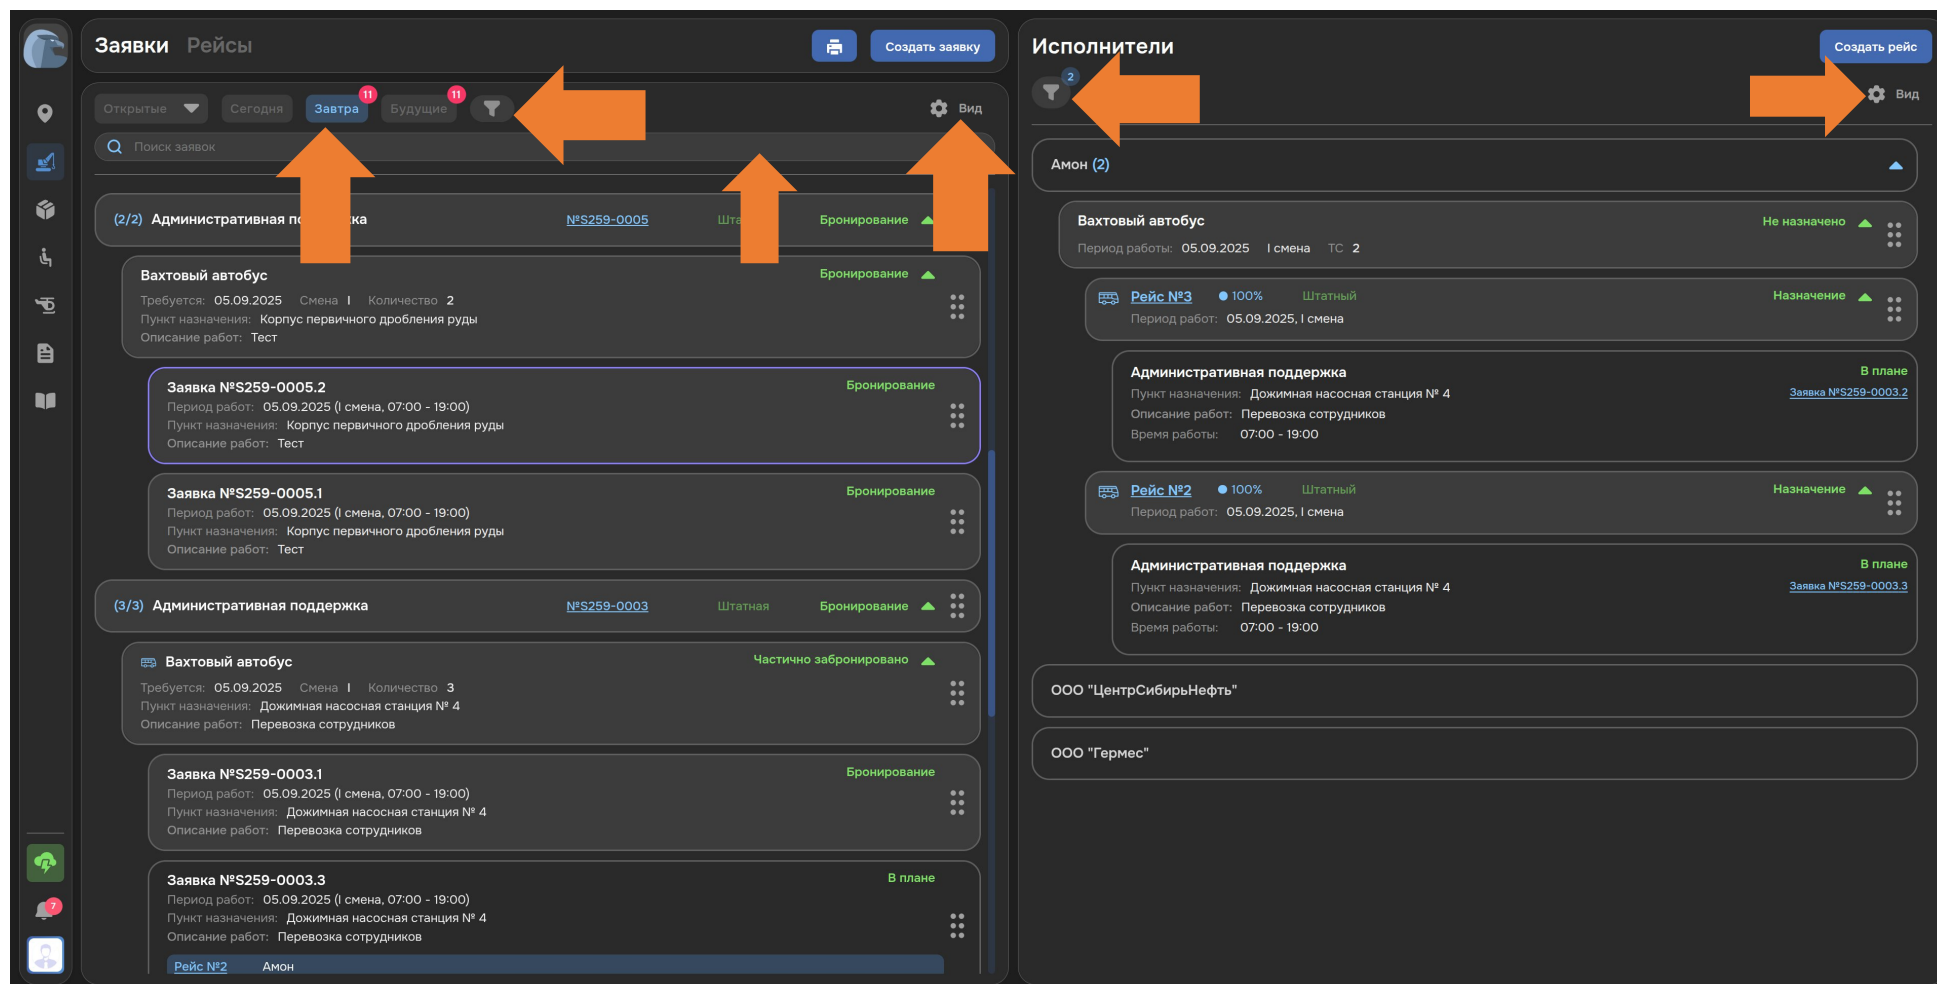 Заявки Рейсы
Создать заявку
Открытые Сегодня Завтра 11 Будущие 11
Вид
Поиск заявок
(2/2) Административная по ка №S259-0005 Шта Бронирование
Вахтовый автобус Бронирование
Требуется: 05.09.2025 Смена I Количество 2
Пункт назначения: Корпус первичного дробления руды
Описание работ: Тест
Заявка №S259-0005.2 Бронирование
Период работ: 05.09.2025 (I смена, 07:00 - 19:00)
Пункт назначения: Корпус первичного дробления руды
Описание работ: Тест
Заявка №S259-0005.1 Бронирование
Период работ: 05.09.2025 (I смена, 07:00 - 19:00)
Пункт назначения: Корпус первичного дробления руды
Описание работ: Тест
(3/3) Административная поддержка №S259-0003 Штатная Бронирование
Вахтовый автобус Частично забронировано
Требуется: 05.09.2025 Смена I Количество 3
Пункт назначения: Дожимная насосная станция № 4
Описание работ: Перевозка сотрудников
Заявка №S259-0003.1 Бронирование
Период работ: 05.09.2025 (I смена, 07:00 - 19:00)
Пункт назначения: Дожимная насосная станция № 4
Описание работ: Перевозка сотрудников
Заявка №S259-0003.3 В плане
Период работ: 05.09.2025 (I смена, 07:00 - 19:00)
Пункт назначения: Дожимная насосная станция № 4
Описание работ: Перевозка сотрудников
Рейс №2 Амон
7
Исполнители
Создать рейс
2
Вид
Амон (2)
Вахтовый автобус Не назначено
Период работы: 05.09.2025 I смена ТС 2
Рейс №3 100% Штатный Назначение
Период работ: 05.09.2025, I смена
Административная поддержка В плане
Пункт назначения: Дожимная насосная станция № 4 Заявка №S259-0003.2
Описание работ: Перевозка сотрудников
Время работы: 07:00 - 19:00
Рейс №2 100% Штатный Назначение
Период работ: 05.09.2025, I смена
Административная поддержка В плане
Пункт назначения: Дожимная насосная станция № 4 Заявка №S259-0003.3
Описание работ: Перевозка сотрудников
Время работы: 07:00 - 19:00
ООО "ЦентрСибирьНефть"
ООО "Гермес"